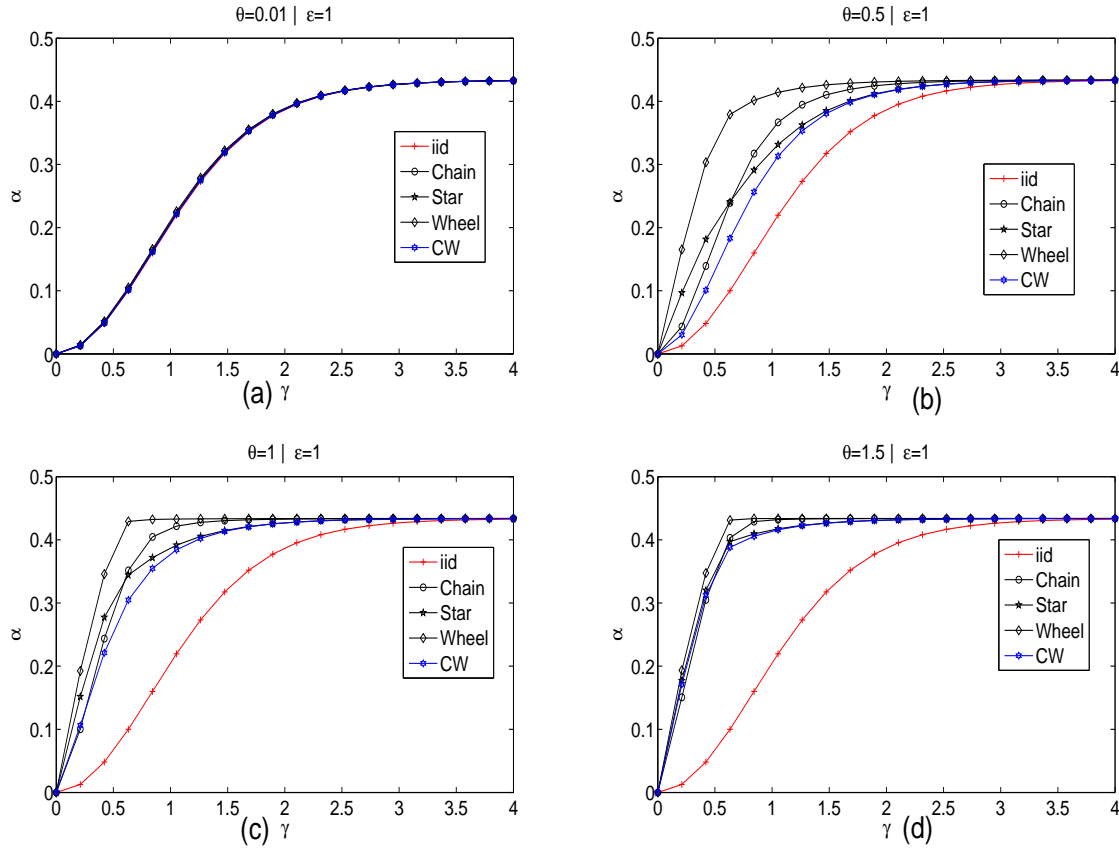 θ=0.01 | ε=1
0.5
0.4
0.3
0.2
0.1
0
α
0 0.5 1 1.5 2 2.5 3 3.5 4
γ
(a)
iid
Chain
Star
Wheel
CW
θ=0.5 | ε=1
0.5
0.4
0.3
0.2
0.1
0
α
0 0.5 1 1.5 2 2.5 3 3.5 4
γ
(b)
iid
Chain
Star
Wheel
CW
θ=1 | ε=1
0.5
0.4
0.3
0.2
0.1
0
α
0 0.5 1 1.5 2 2.5 3 3.5 4
(c) γ
iid
Chain
Star
Wheel
CW
θ=1.5 | ε=1
0.5
0.4
0.3
0.2
0.1
0
α
0 0.5 1 1.5 2 2.5 3 3.5 4
γ (d)
iid
Chain
Star
Wheel
CW